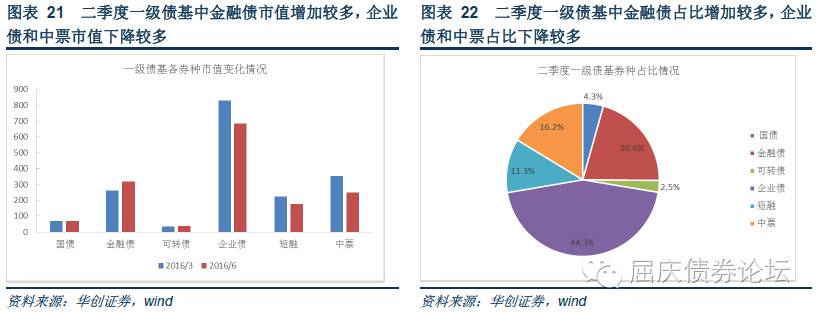 图表 21 二季度一级债基中金融债市值增加较多，企业
债和中票市值下降较多
一级债基各券种市值变化情况
900
800
700
600
500
400
300
200
100
0
国债 金融债 可转债 企业债 短融 中票
2016/3 2016/6
资料来源：华创证券，wind
图表 22 二季度一级债基中金融债占比增加较多，企业
债和中票占比下降较多
二季度一级债基券种占比情况
4.3%
20.6%
2.5%
44.3%
11.3%
16.2%
国债
金融债
可转债
企业债
短融
中票
屈庆债券论坛
资料来源：华创证券，wind